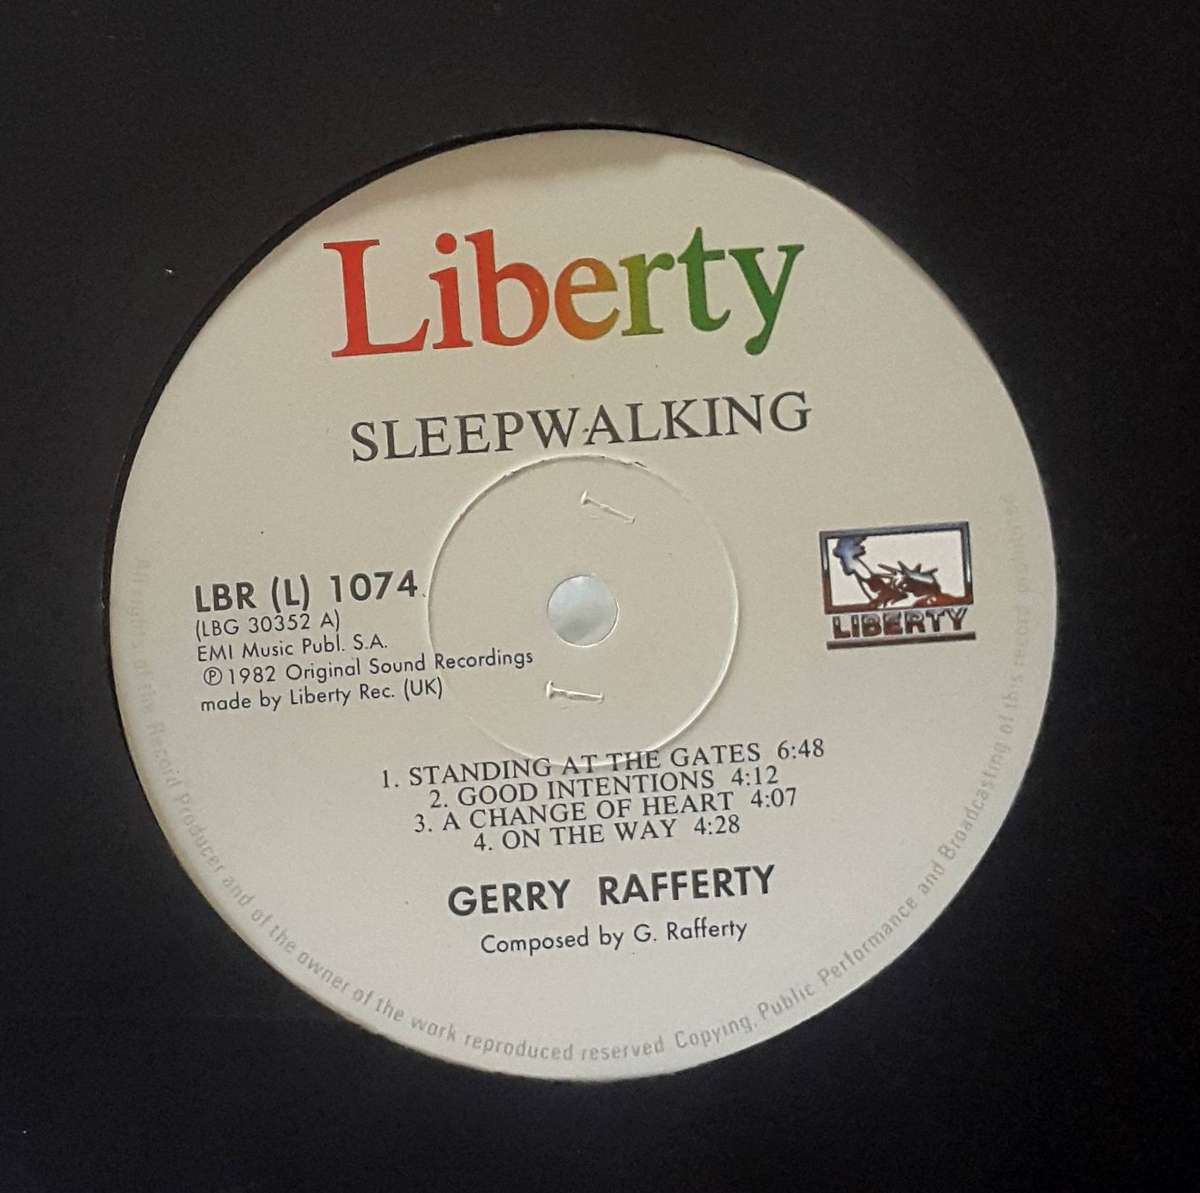 Liberty
SLEEPWALKING
LBR (L) 1074
(LBG 30352 A)
EMI Music Publ. S.A.
℗ 1982 Original Sound Recordings
made by Liberty Rec. (UK)
LIBERTY
1. STANDING AT THE GATES 6:48
2. GOOD INTENTIONS 4:12
3. A CHANGE OF HEART 4:07
4. ON THE WAY 4:28
GERRY RAFFERTY
Composed by G. Rafferty
of the Record Producer and of the owner of the work reproduced reserved Copying, Public Performance and Broadcasting of this record